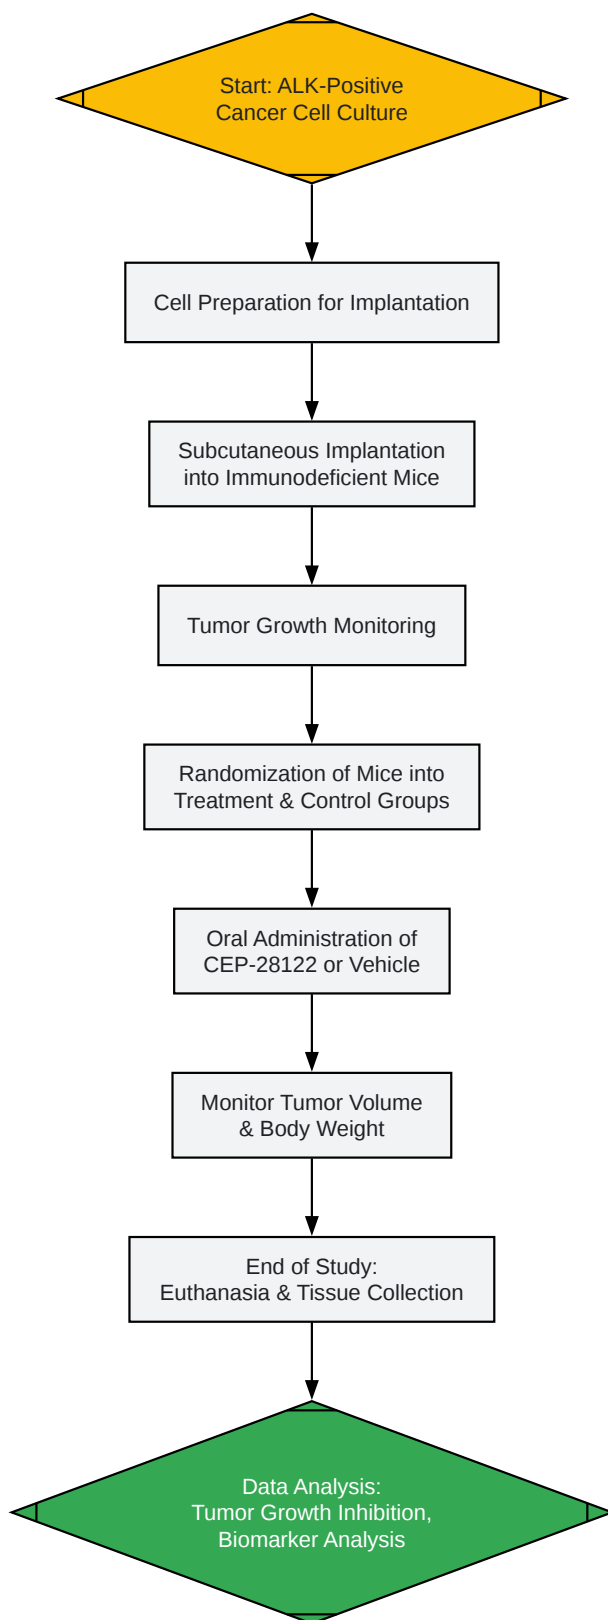 Start: ALK-Positive
Cancer Cell Culture
Cell Preparation for Implantation
Subcutaneous Implantation
into Immunodeficient Mice
Tumor Growth Monitoring
Randomization of Mice into
Treatment & Control Groups
Oral Administration of
CEP-28122 or Vehicle
Monitor Tumor Volume
& Body Weight
End of Study:
Euthanasia & Tissue Collection
Data Analysis:
Tumor Growth Inhibition,
Biomarker Analysis